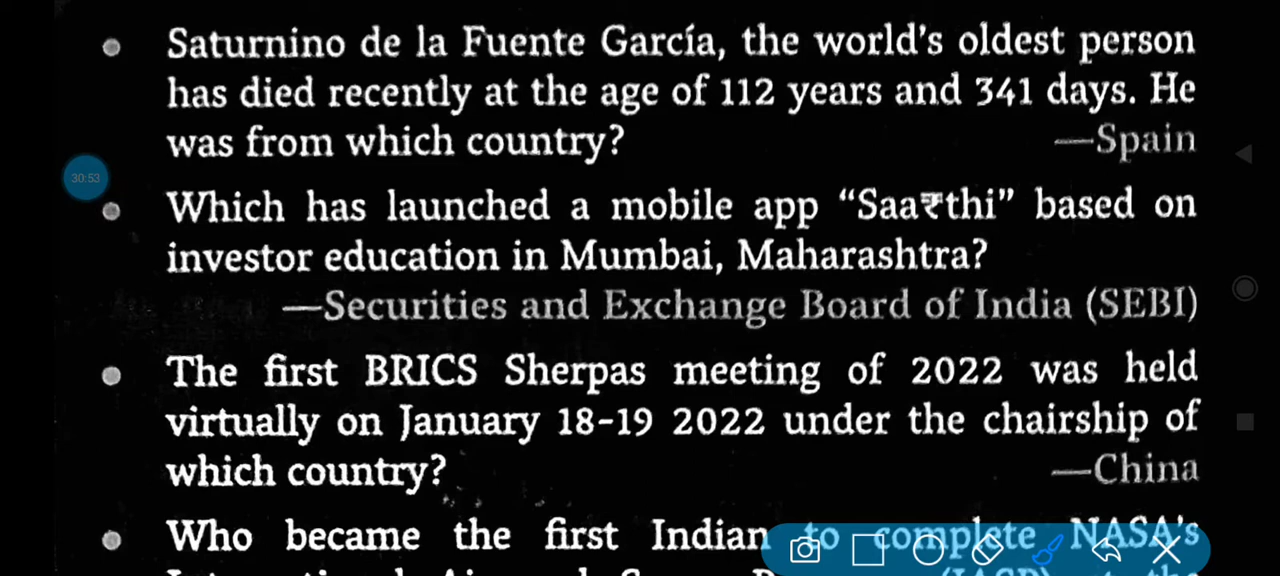 Saturnino de la Fuente García, the world's oldest person
has died recently at the age of 112 years and 341 days. He
was from which country? —Spain
30:53
Which has launched a mobile app “Saa₹thi” based on
investor education in Mumbai, Maharashtra?
—Securities and Exchange Board of India (SEBI)
The first BRICS Sherpas meeting of 2022 was held
virtually on January 18-19 2022 under the chairship of
which country? —China
Who became the first Indian to complete NASA's